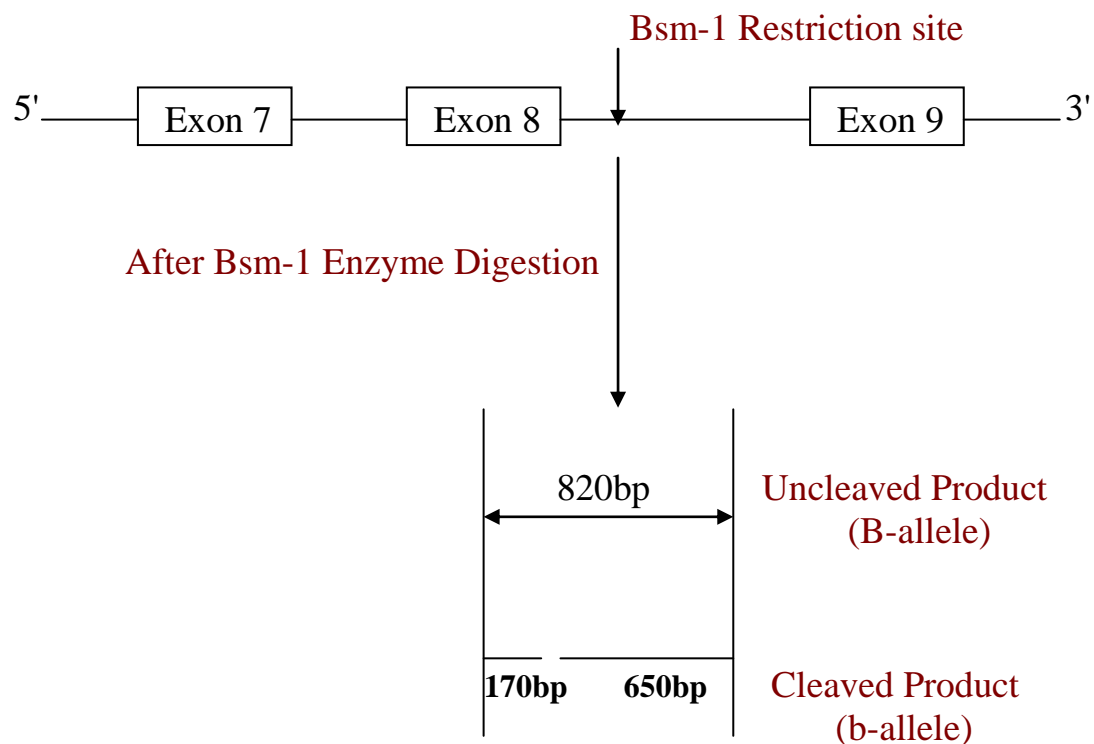 Bsm-1 Restriction site
5' Exon 7 Exon 8 Exon 9 3'
After Bsm-1 Enzyme Digestion
820bp Uncleaved Product
(B-allele)
170bp 650bp Cleaved Product
(b-allele)